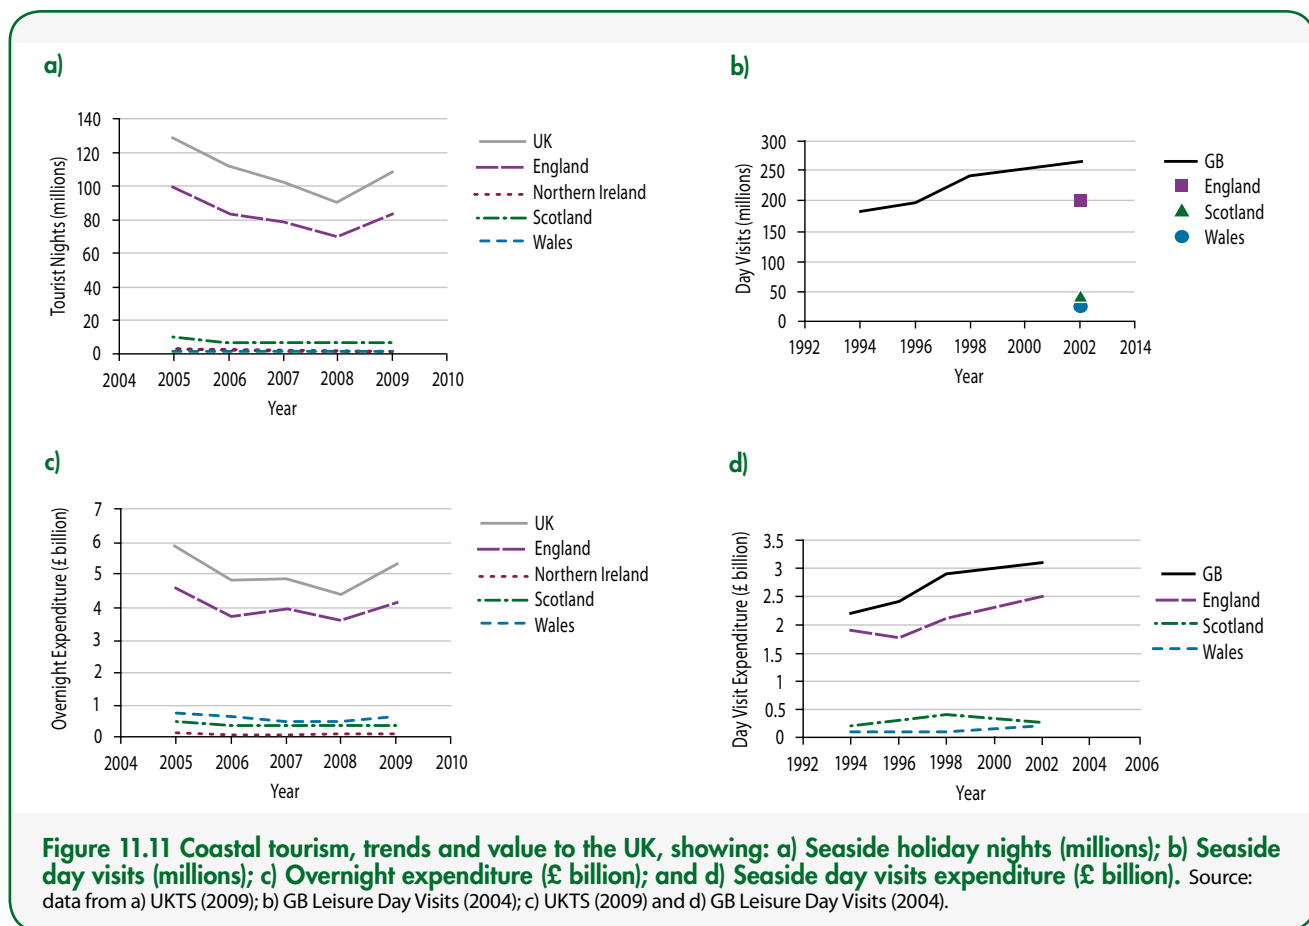 a)
140
120
100
80
60
40
20
0
Tourist Nights (millions)
2004 2005 2006 2007 2008 2009 2010
Year
UK
England
Northern Ireland
Scotland
Wales
b)
300
250
200
150
100
50
0
Day Visits (millions)
1992 1994 1996 1998 2000 2002 2014
Year
GB
England
Scotland
Wales
c)
7
6
5
4
3
2
1
0
Overnight Expenditure (£ billion)
2004 2005 2006 2007 2008 2009 2010
Year
UK
England
Northern Ireland
Scotland
Wales
d)
3.5
3
2.5
2
1.5
1
0.5
0
Day Visit Expenditure (£ billion)
1992 1994 1996 1998 2000 2002 2004 2006
Year
GB
England
Scotland
Wales
Figure 11.11 Coastal tourism, trends and value to the UK, showing: a) Seaside holiday nights (millions); b) Seaside
day visits (millions); c) Overnight expenditure (£ billion); and d) Seaside day visits expenditure (£ billion). Source:
data from a) UKTS (2009); b) GB Leisure Day Visits (2004); c) UKTS (2009) and d) GB Leisure Day Visits (2004).